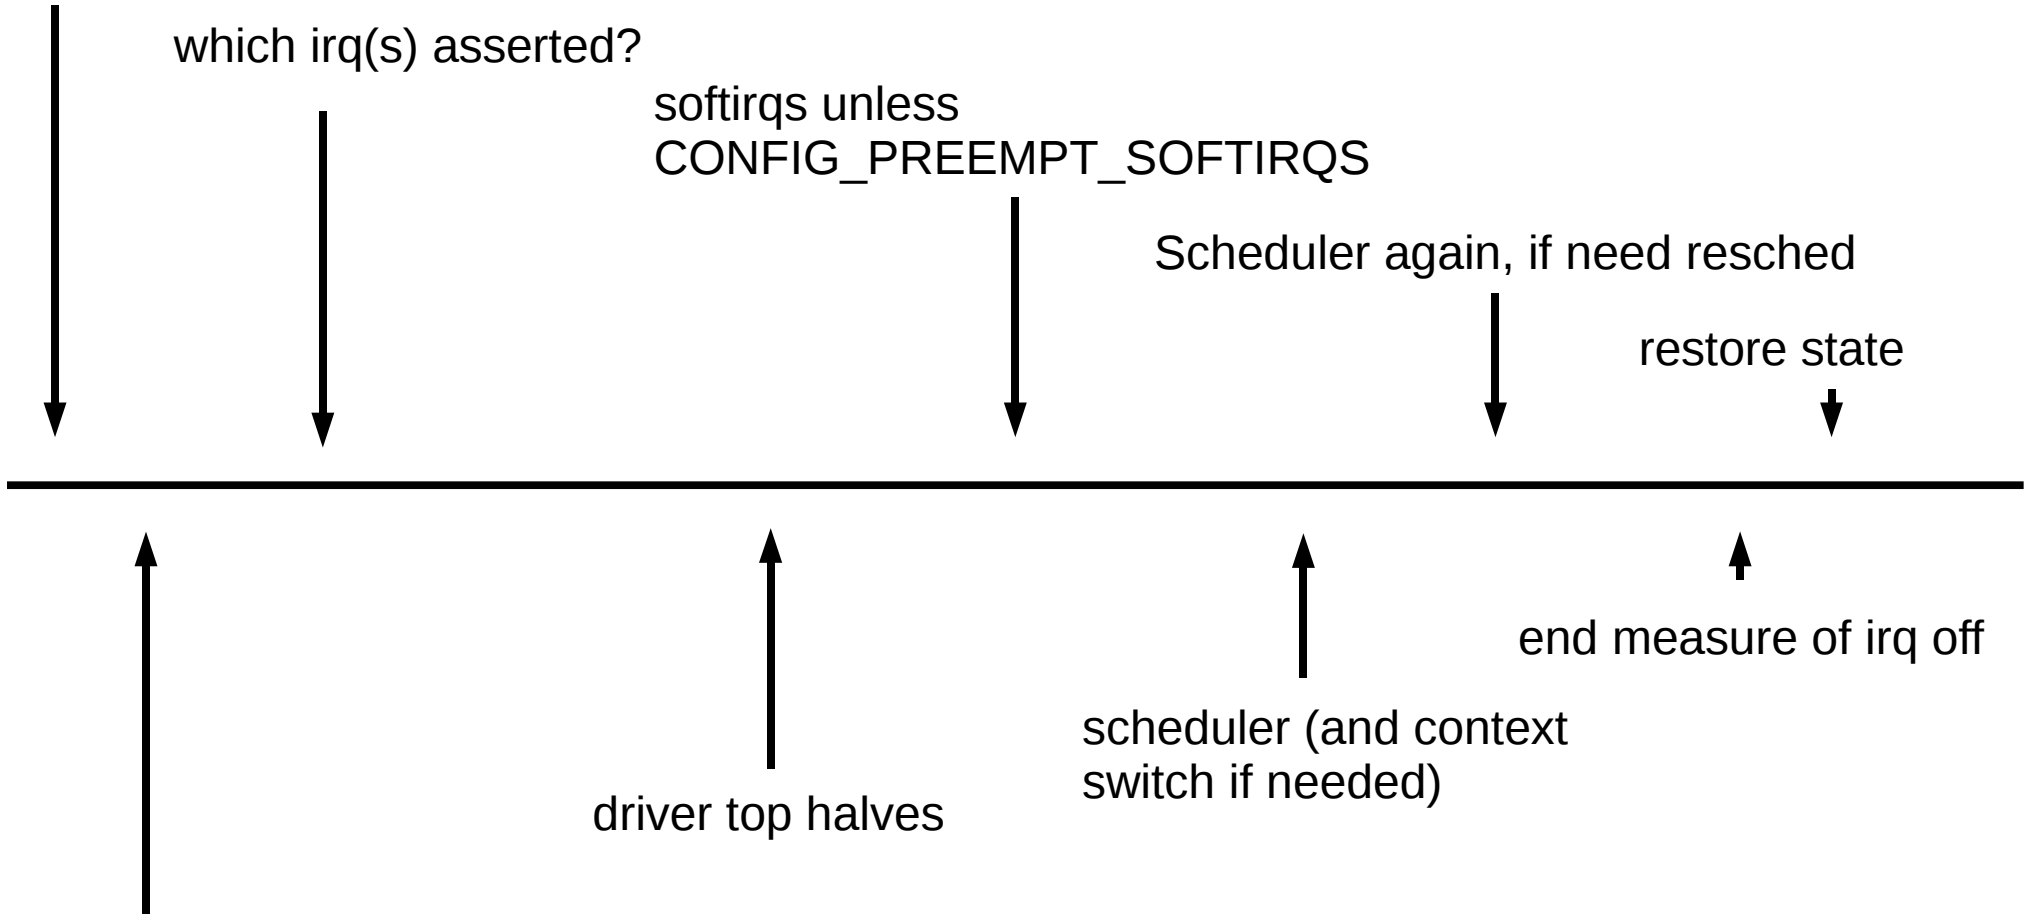 which irq(s) asserted?
softirqs unless
CONFIG_PREEMPT_SOFTIRQS
Scheduler again, if need resched
restore state
end measure of irq off
scheduler (and context
switch if needed)
driver top halves